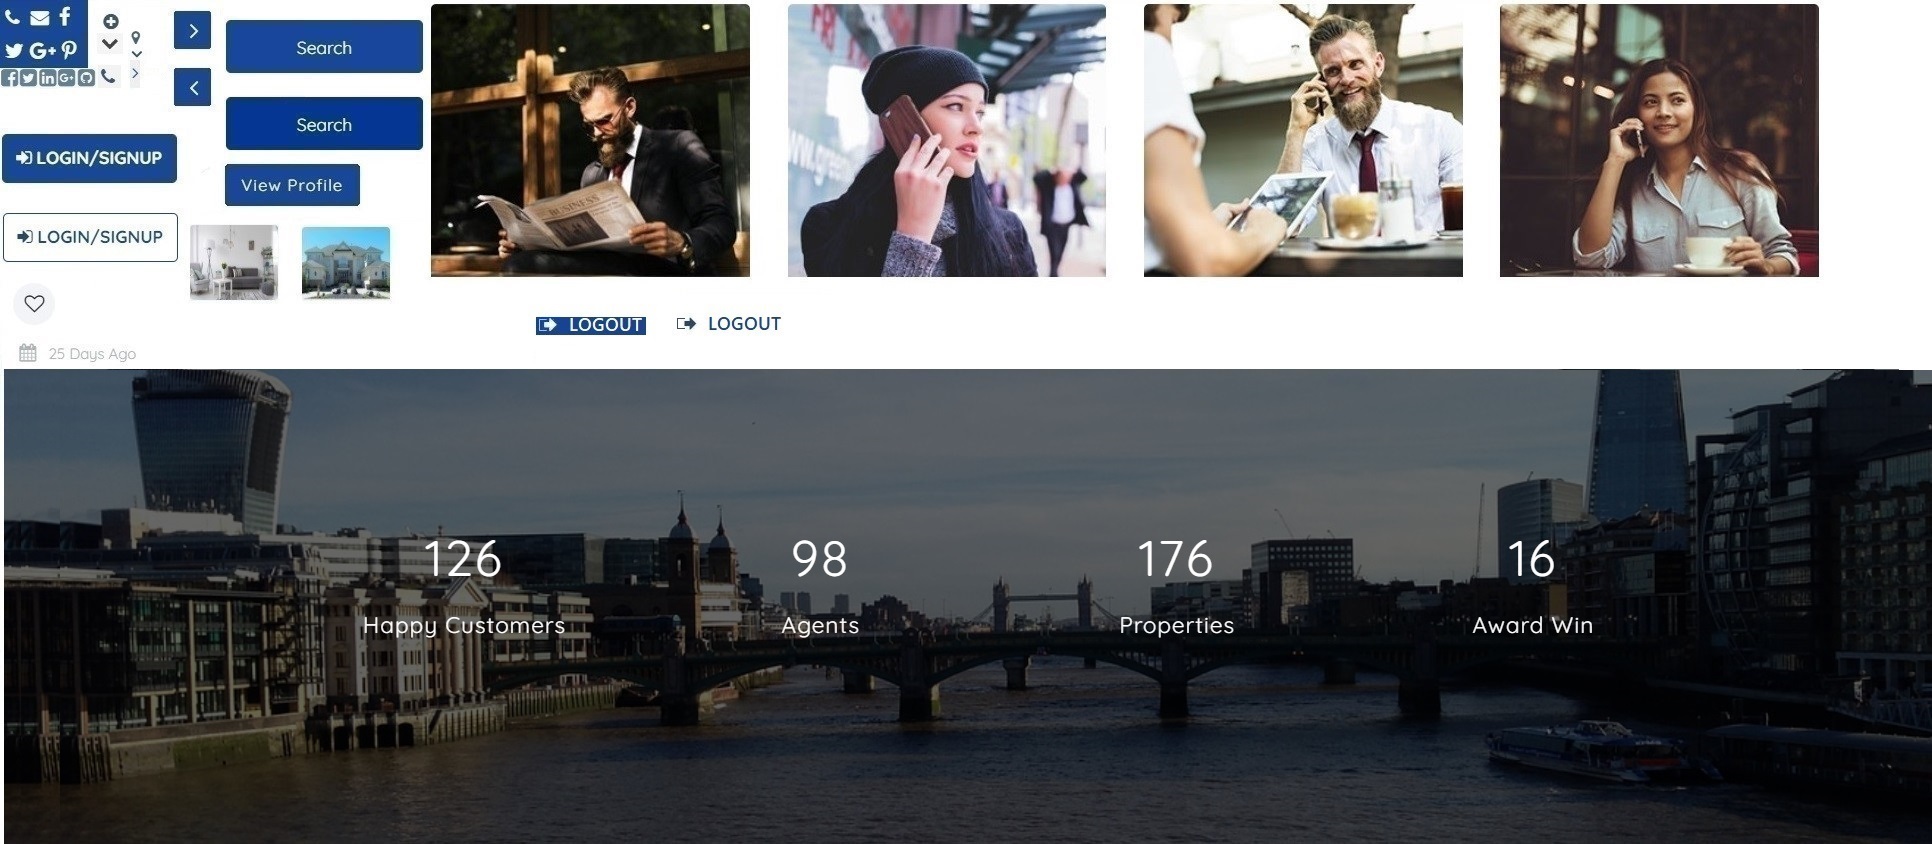 Search
Search
LOGIN/SIGNUP
View Profile
LOGIN/SIGNUP
BUSINESS
LOGOUT
LOGOUT
25 Days Ago
126
98
176
16
Happy Customers
Agents
Properties
Award Win